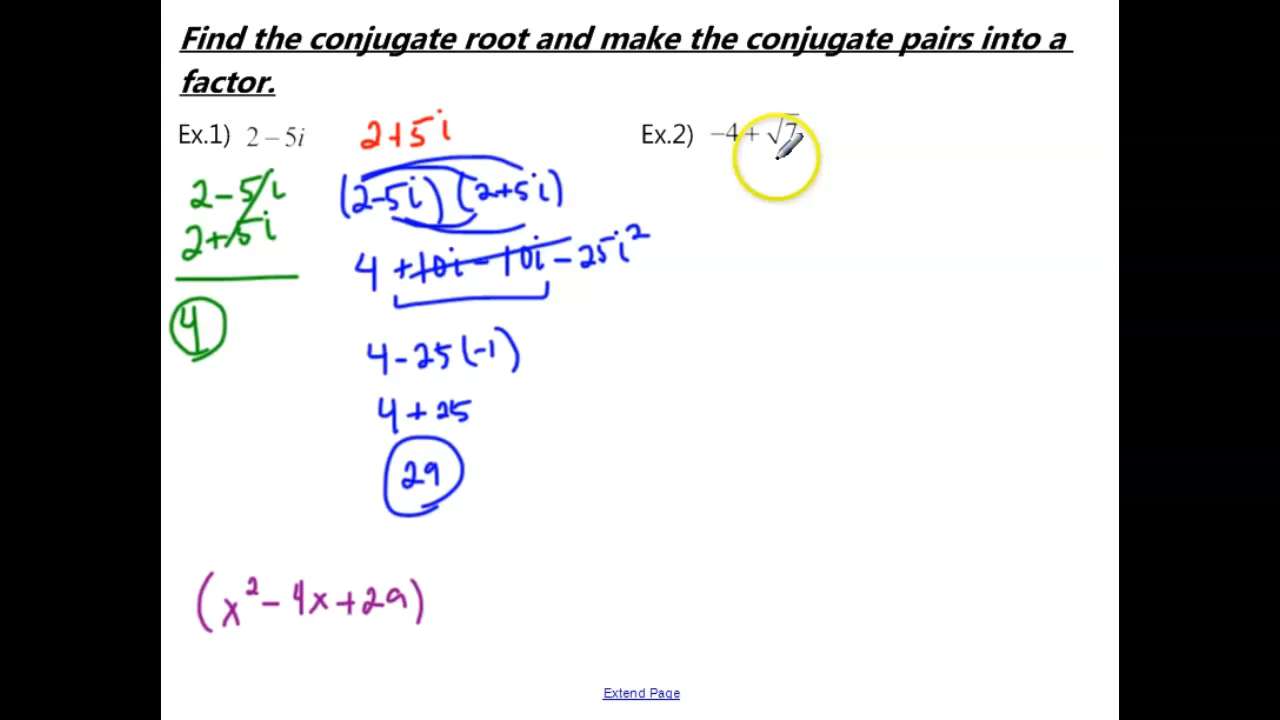 Find the conjugate root and make the conjugate pairs into a
factor.
Ex.1) 2 – 5i
2+5i
2-5i
2+5i
4
(2-5i)(2+5i)
4 +10i - 10i - 25i²
4 - 25(-1)
4 + 25
29
(x² - 4x + 29)
Ex.2) −4 + √7
Extend Page